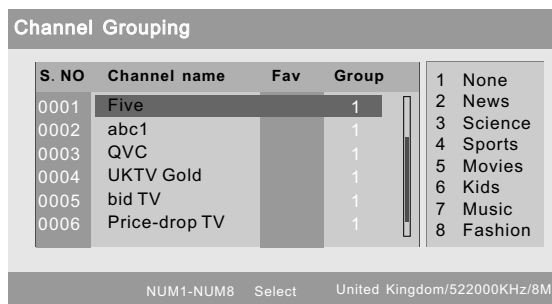 Channel Grouping
S. NO Channel name Fav Group
0001 Five 1
0002 abc1 1
0003 QVC 1
0004 UKTV Gold 1
0005 bid TV 1
0006 Price-drop TV 1
1 None
2 News
3 Science
4 Sports
5 Movies
6 Kids
7 Music
8 Fashion
NUM1-NUM8 Select United Kingdom/522000KHz/8M